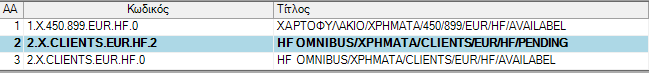 ΑΑ Κωδικός Τίτλος
1 1.X.450.899.EUR.HF.0 ΧΑΡΤΟΦΥΛΑΚΙΟ/ΧΡΗΜΑΤΑ/450/899/EUR/HF/AVAILABEL
2 2.X.CLIENTS.EUR.HF.2 HF OMNIBUS/ΧΡΗΜΑΤΑ/CLIENTS/EUR/HF/PENDING
3 2.X.CLIENTS.EUR.HF.0 HF OMNIBUS/ΧΡΗΜΑΤΑ/CLIENTS/EUR/HF/AVAILABEL